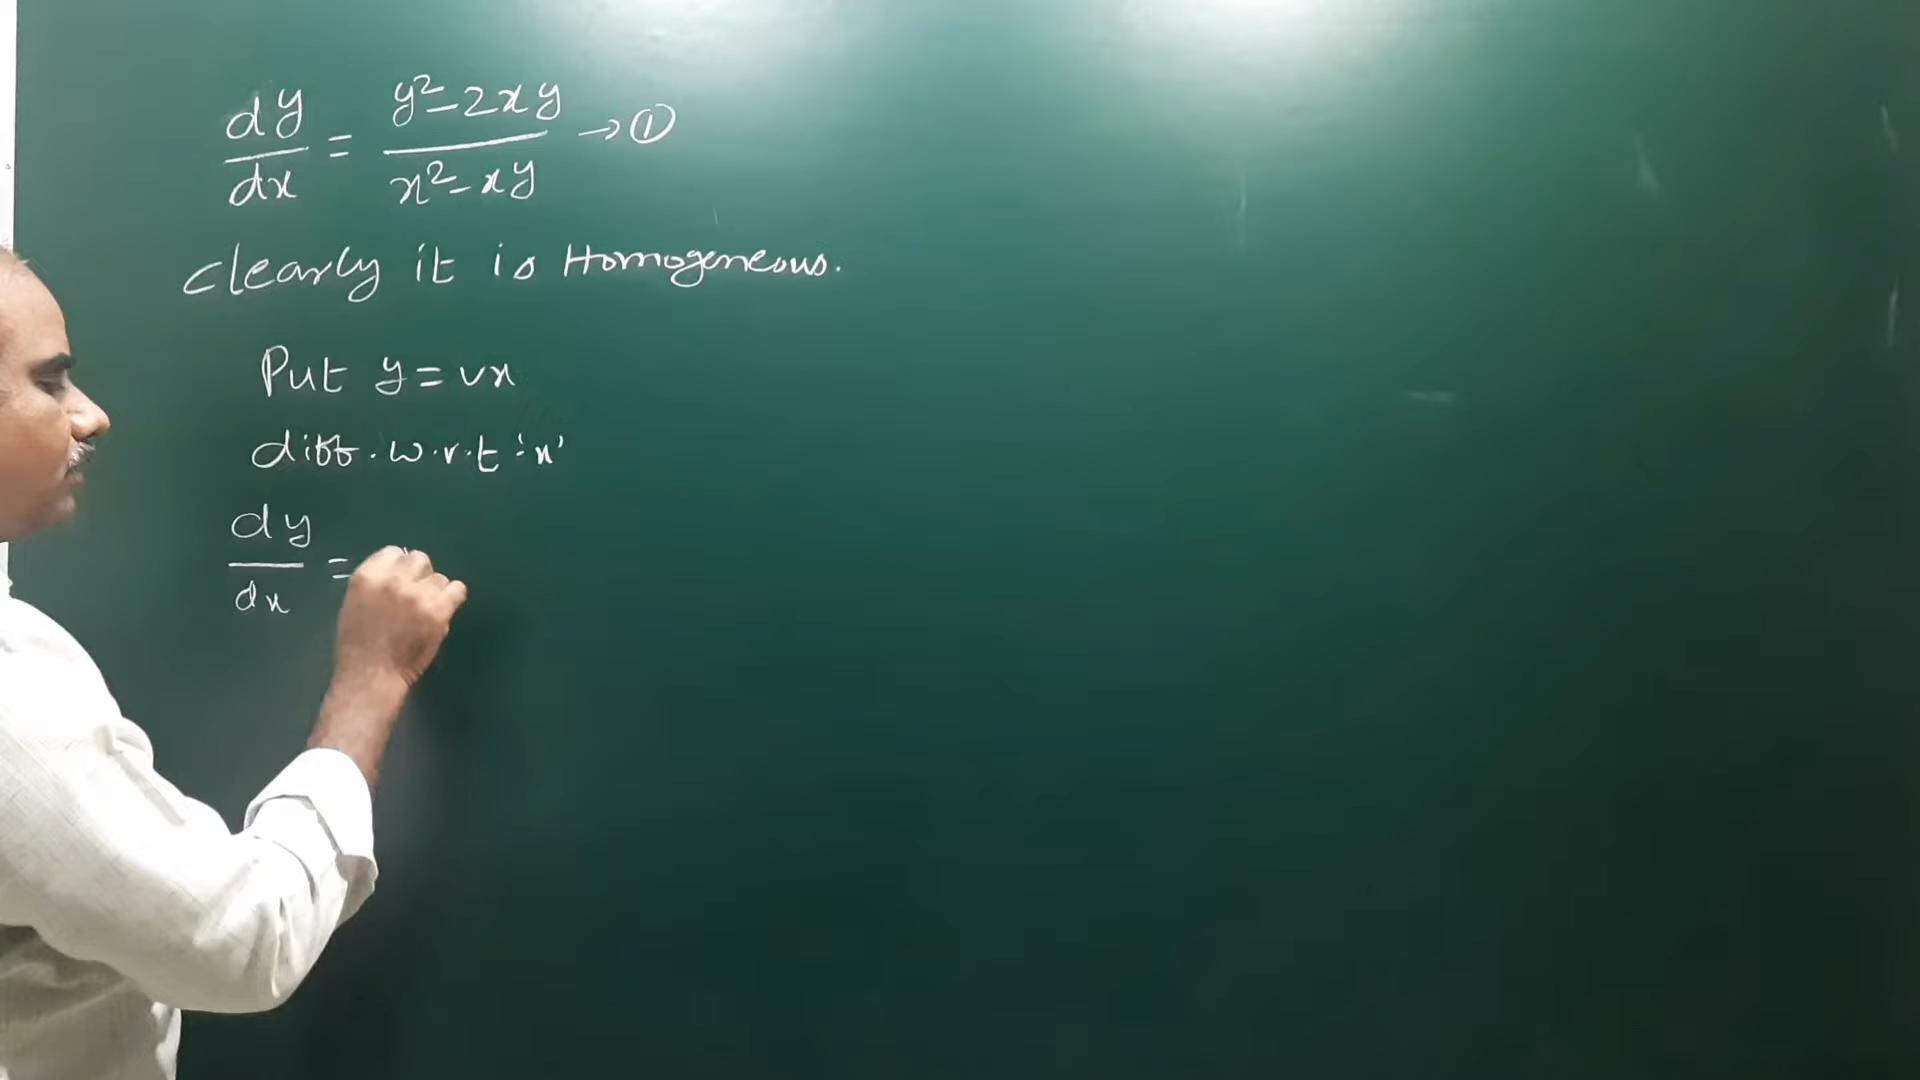 dy/dx = y²-2xy/x²-xy → ①
clearly it is Homogeneous.
Put y = vx
diff. w.r.t 'x'
dy/dx =